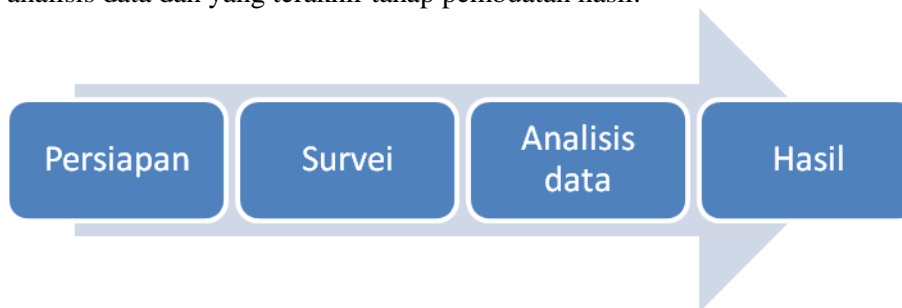 analisis data dan yang terakhir tahap pembuatan hasil.
Persiapan
Survei
Analisis
data
Hasil